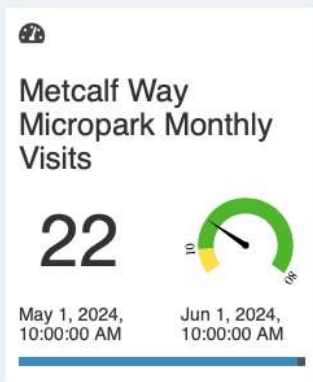 Metcalf Way
Micropark Monthly
Visits
22
10
80
May 1, 2024,
10:00:00 AM
Jun 1, 2024,
10:00:00 AM